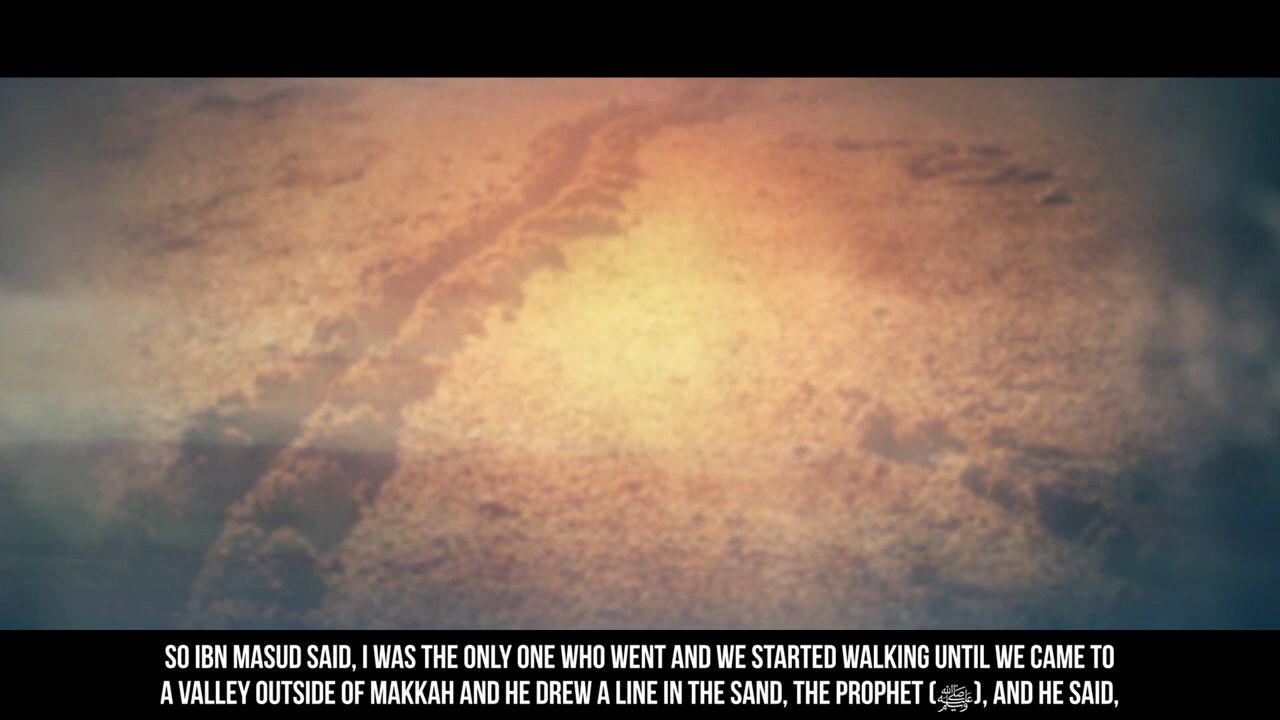 SO IBN MASUD SAID, I WAS THE ONLY ONE WHO WENT AND WE STARTED WALKING UNTIL WE CAME TO
A VALLEY OUTSIDE OF MAKKAH AND HE DREW A LINE IN THE SAND, THE PROPHET (ﷺ), AND HE SAID,